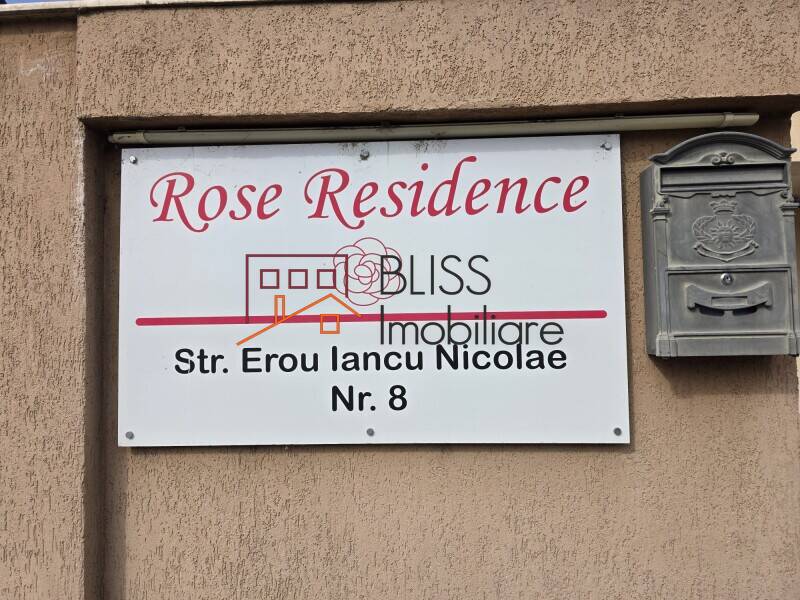 Rose Residence
BLISS
Imobiliare
Str. Erou Iancu Nicolae
Nr. 8